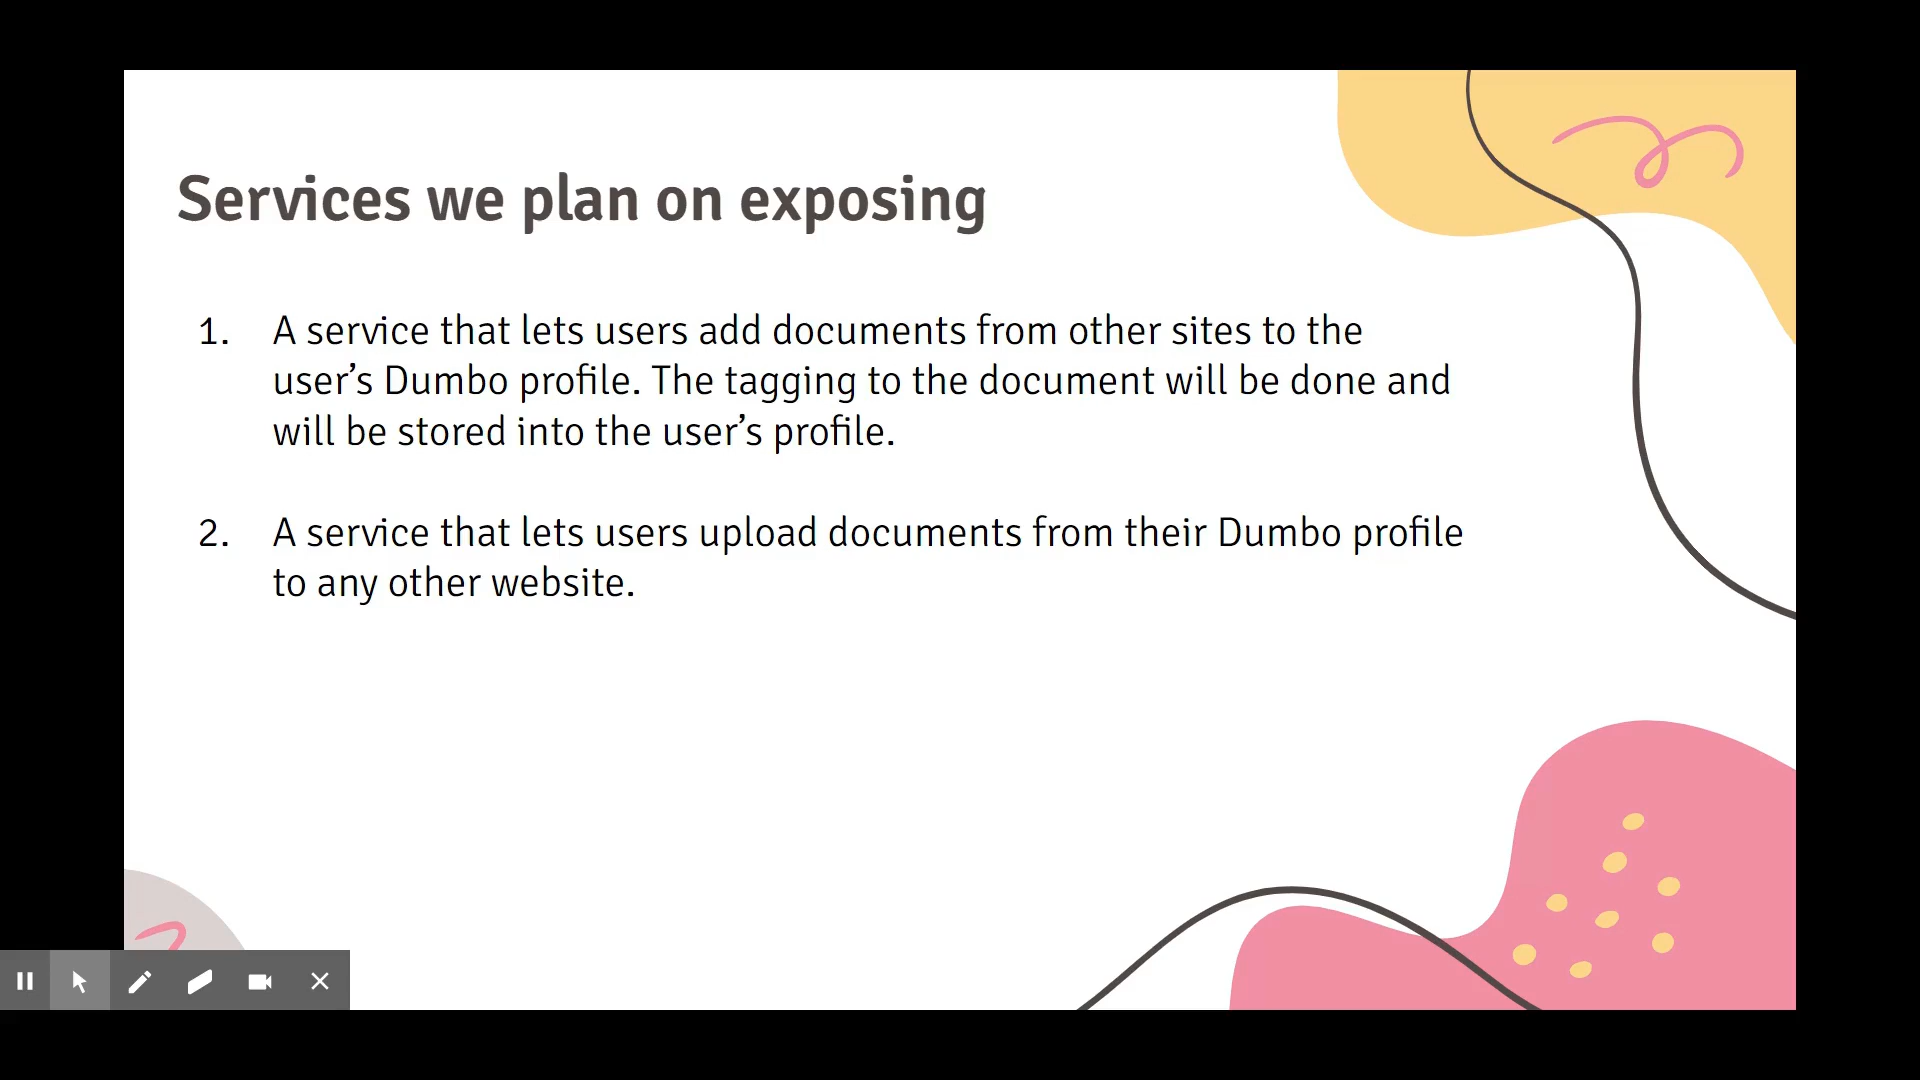 Services we plan on exposing
1. A service that lets users add documents from other sites to the
user’s Dumbo profile. The tagging to the document will be done and
will be stored into the user’s profile.
2. A service that lets users upload documents from their Dumbo profile
to any other website.